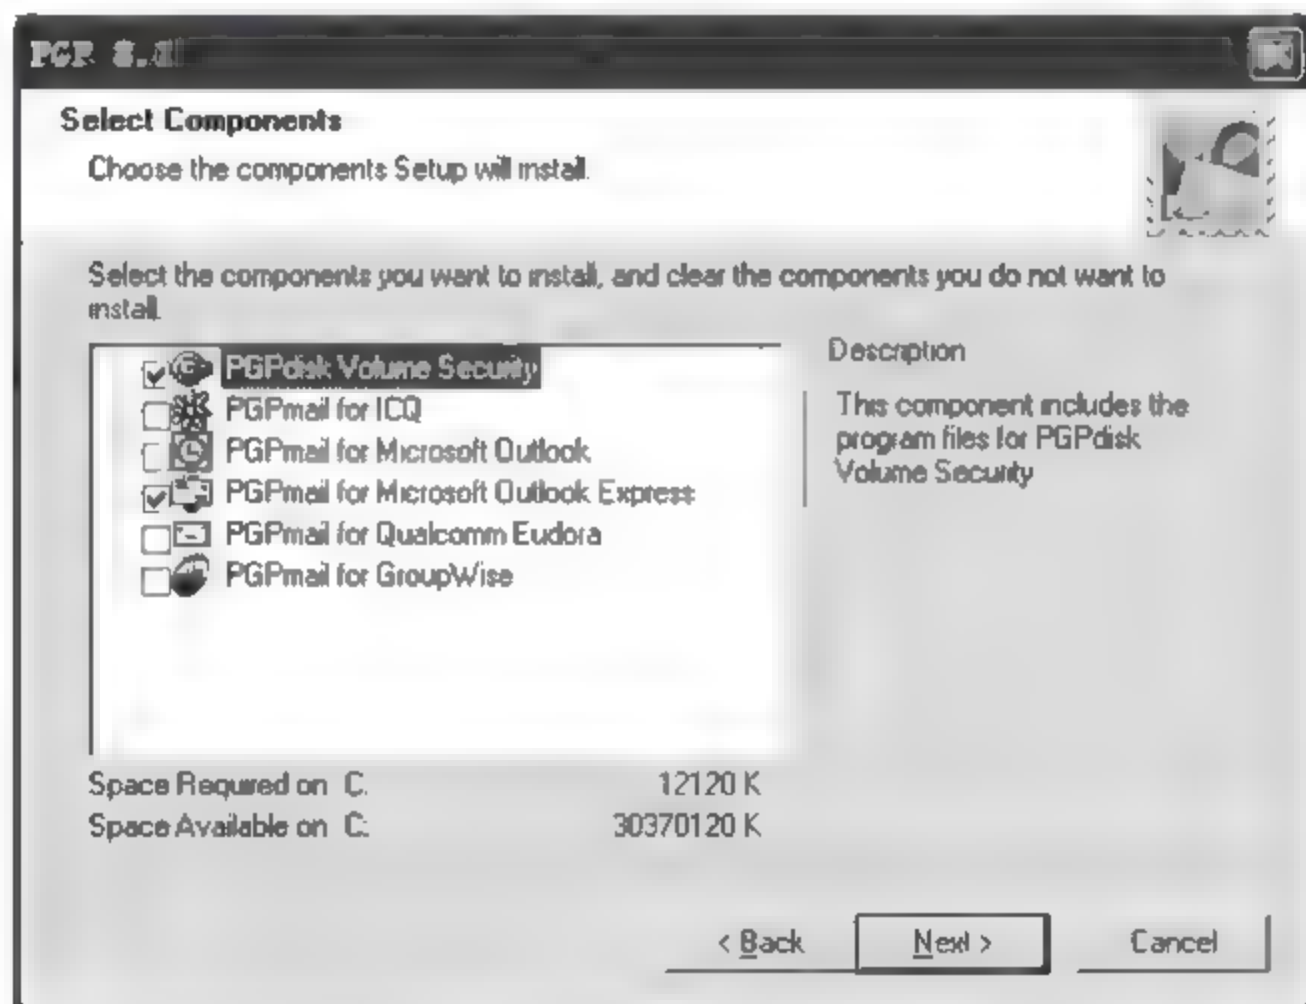 PGP 8.
Select Components
Choose the components Setup will install.
Select the components you want to install, and clear the components you do not want to
install.
PGPdisk Volume Security
PGPmail for ICQ
PGPmail for Microsoft Outlook
PGPmail for Microsoft Outlook Express
PGPmail for Qualcomm Eudora
PGPmail for GroupWise
Description
This component includes the
program files for PGPdisk
Volume Security
Space Required on C: 12120 K
Space Available on C: 30370120 K
< Back Next > Cancel